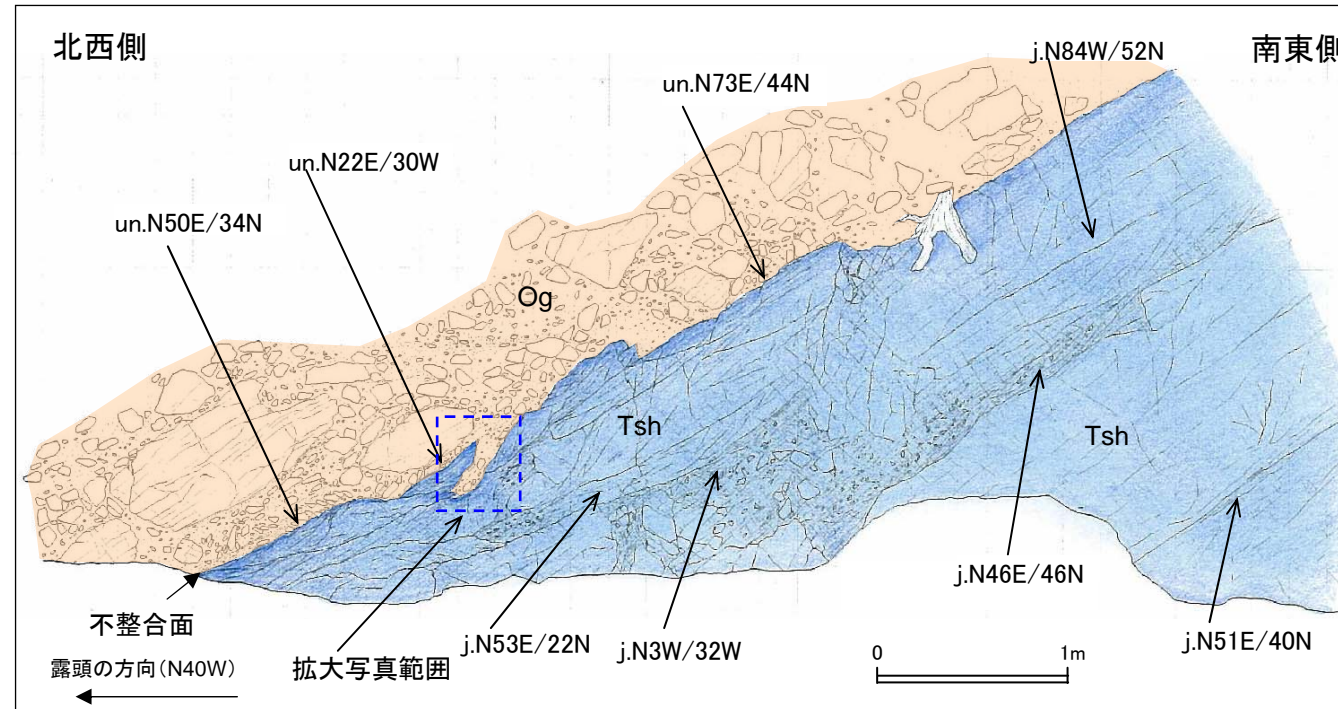 北西側
南東側
j.N84W/52N
un.N73E/44N
un.N22E/30W
un.N50E/34N
Og
Tsh
Tsh
不整合面
拡大写真範囲
j.N53E/22N
j.N3W/32W
j.N46E/46N
j.N51E/40N
露頭の方向(N40W)
0
1m